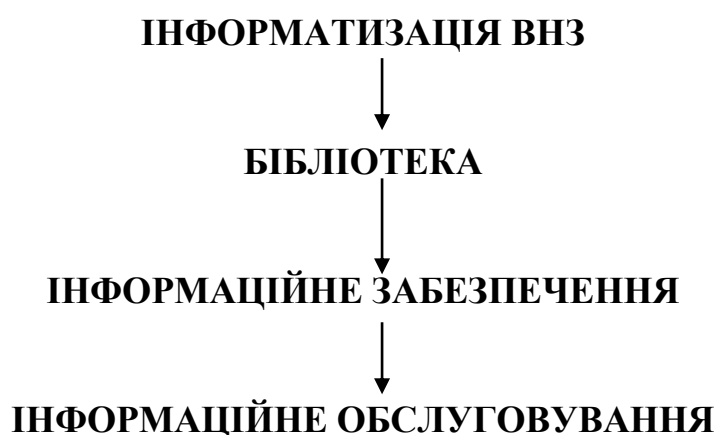 ІНФОРМАТИЗАЦІЯ ВНЗ
БІБЛІОТЕКА
ІНФОРМАЦІЙНЕ ЗАБЕЗПЕЧЕННЯ
ІНФОРМАЦІЙНЕ ОБСЛУГОВУВАННЯ